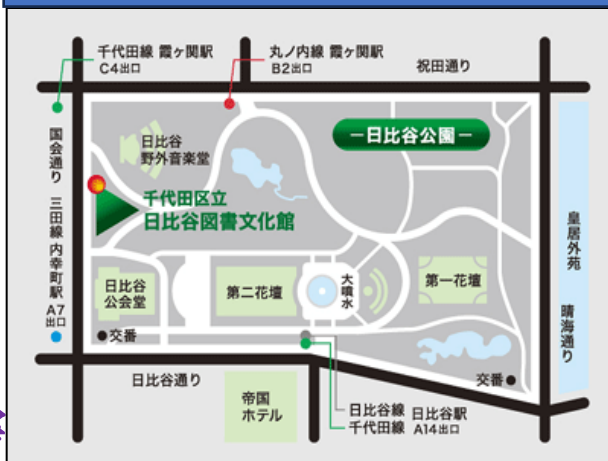 千代田線 霞ヶ関駅
C4出口
丸ノ内線 霞ヶ関駅
B2出口
祝田通り
国会通り
日比谷
野外音楽堂
－日比谷公園－
千代田区立
日比谷図書文化館
三田線 内幸町駅
A7
出口
日比谷
公会堂
第二花壇
大噴水
第一花壇
皇居外苑
晴海通り
●交番
交番●
日比谷通り
帝国
ホテル
日比谷線 日比谷駅
千代田線 A14出口